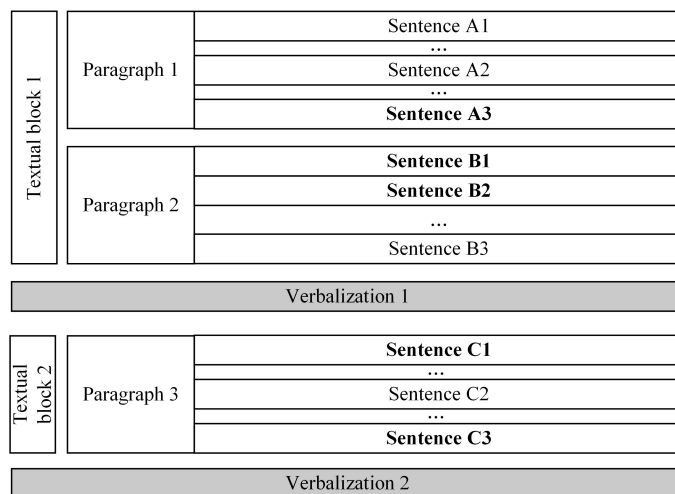 Textual block 1
Paragraph 1
Sentence A1
...
Sentence A2
...
Sentence A3
Paragraph 2
Sentence B1
Sentence B2
...
Sentence B3
Verbalization 1
Textual
block 2
Paragraph 3
Sentence C1
...
Sentence C2
...
Sentence C3
Verbalization 2